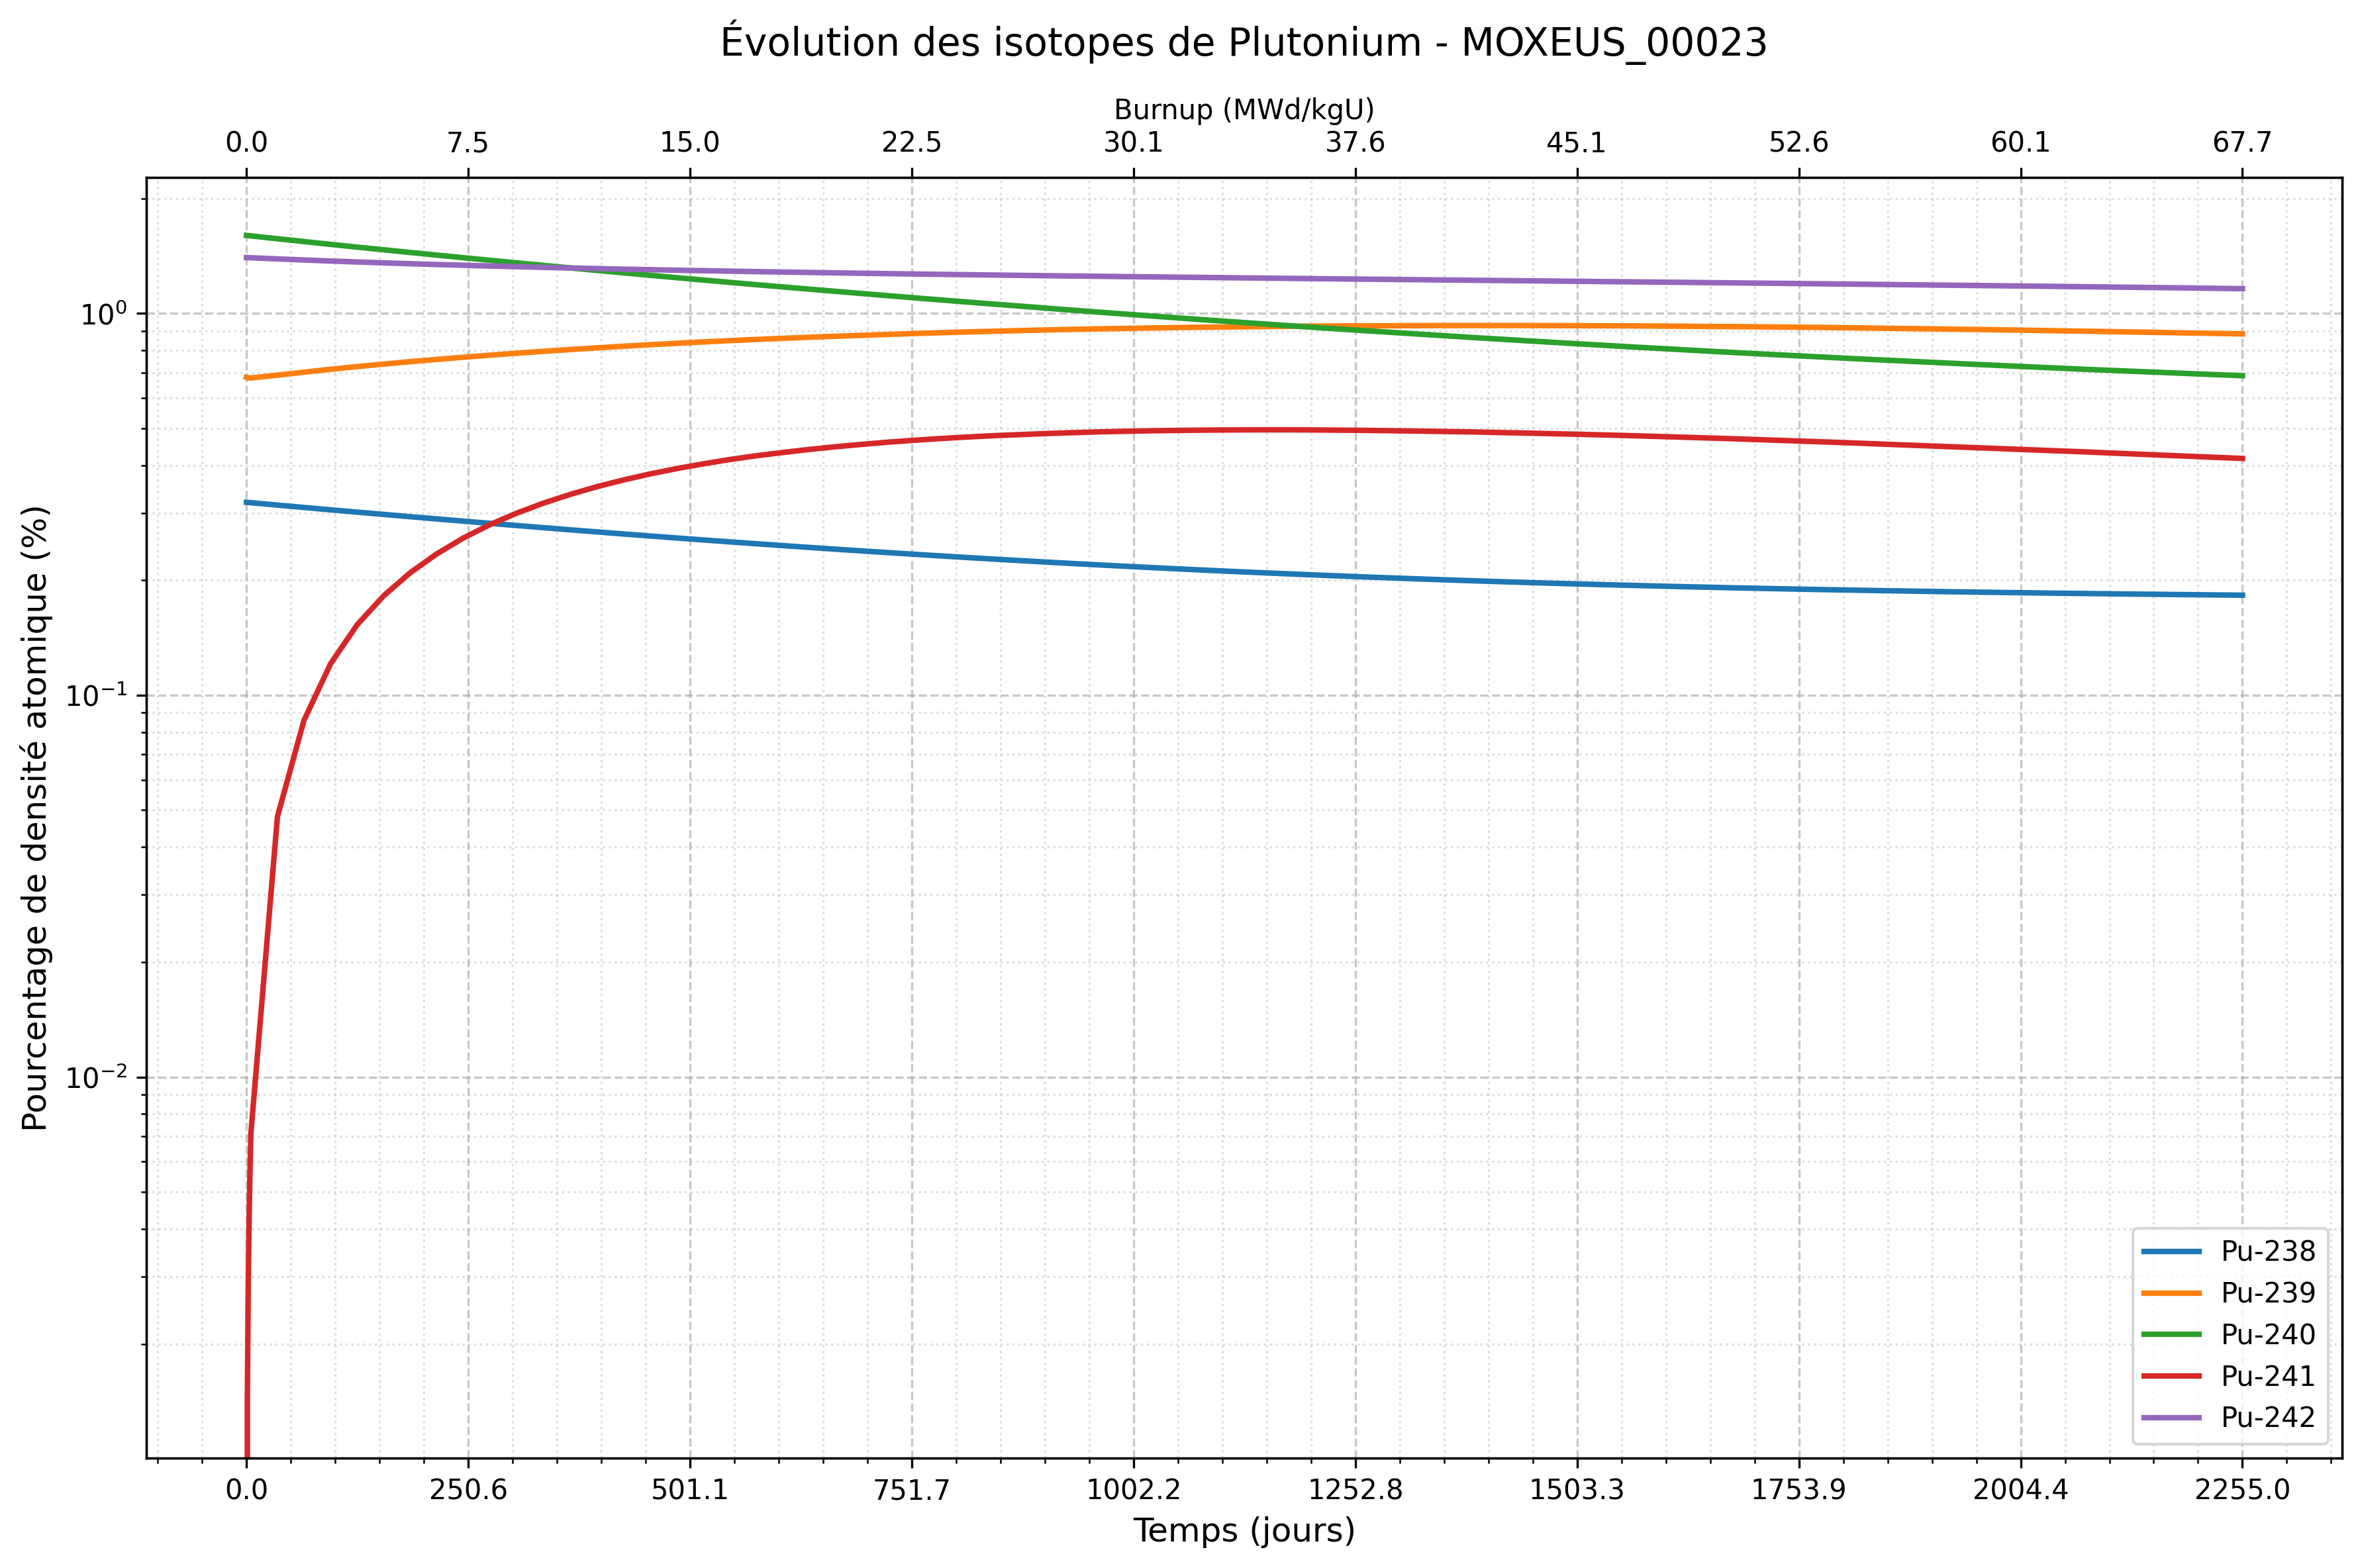 Évolution des isotopes de Plutonium - MOXEUS_00023
Burnup (MWd/kgU)
0.0 7.5 15.0 22.5 30.1 37.6 45.1 52.6 60.1 67.7
Pourcentage de densité atomique (%)
10⁰
10⁻¹
10⁻²
Pu-238
Pu-239
Pu-240
Pu-241
Pu-242
0.0 250.6 501.1 751.7 1002.2 1252.8 1503.3 1753.9 2004.4 2255.0
Temps (jours)